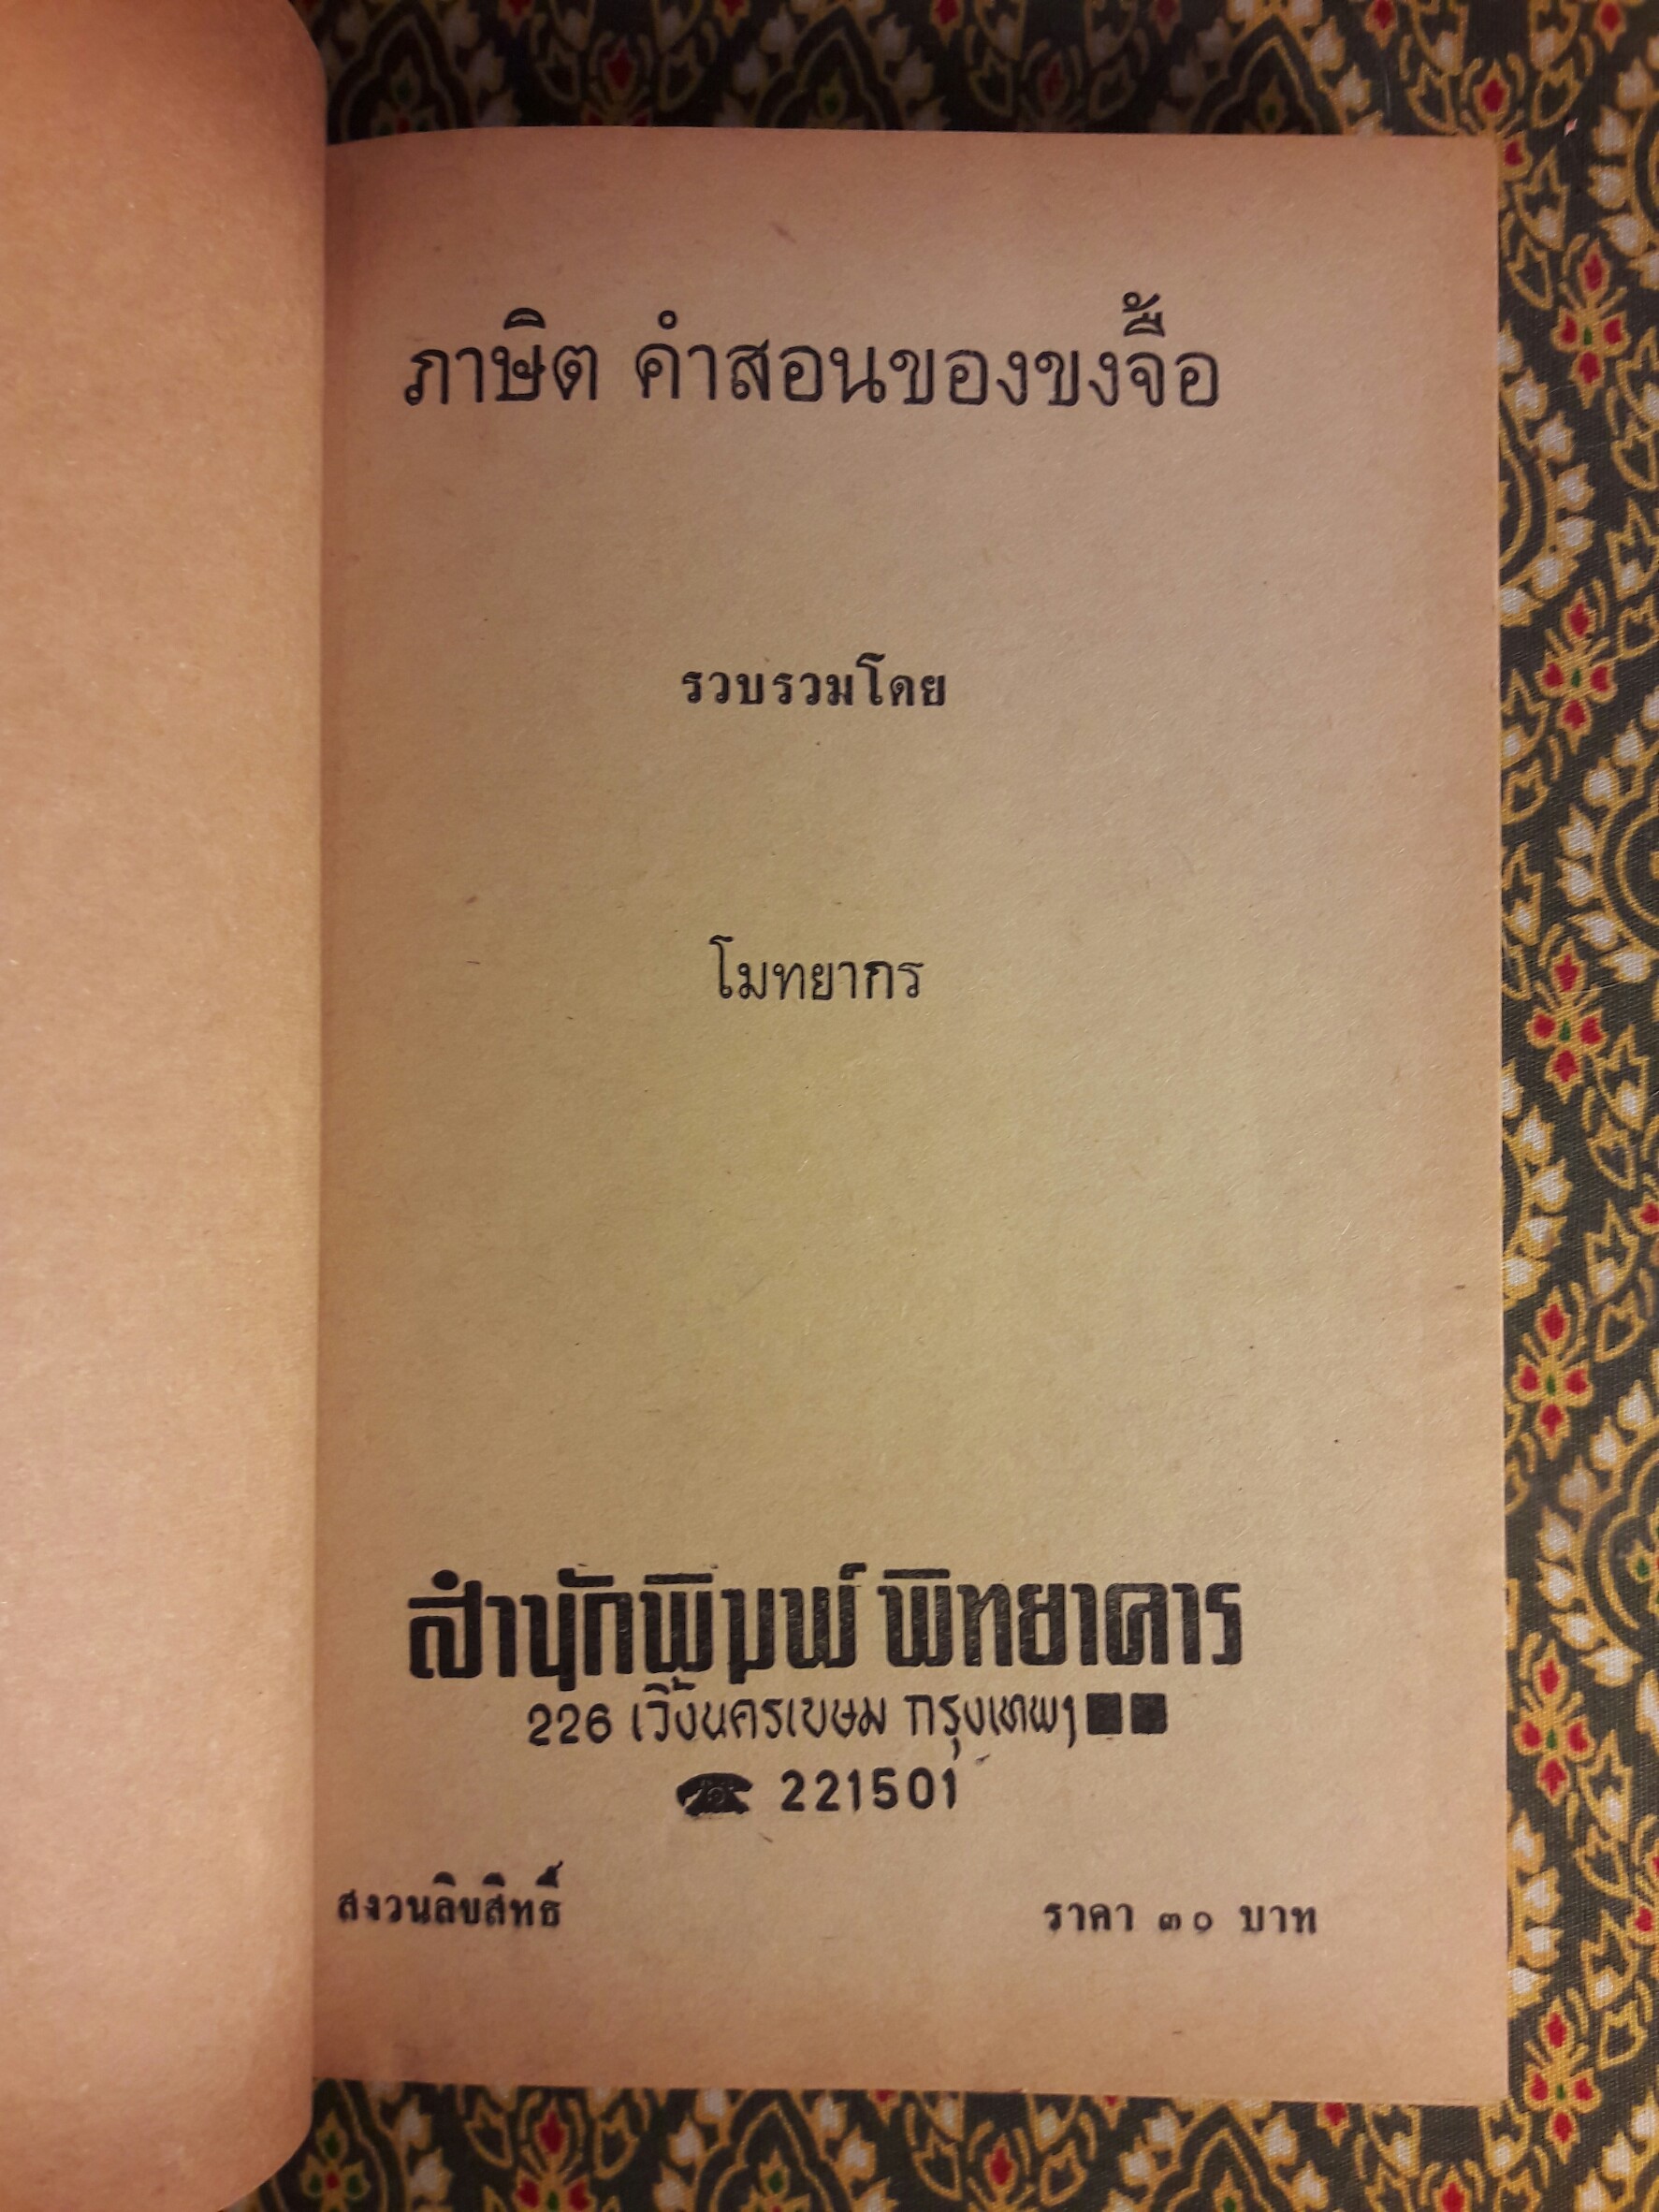 ภาษิต คำสอนของขงจื้อ
รวบรวมโดย
โมทยากร
สำนักพิมพ์ พิทยาคาร
226 เวิ้งนครเขษม กรุงเทพฯ
221501
สงวนลิขสิทธิ์ ราคา ๓๐ บาท